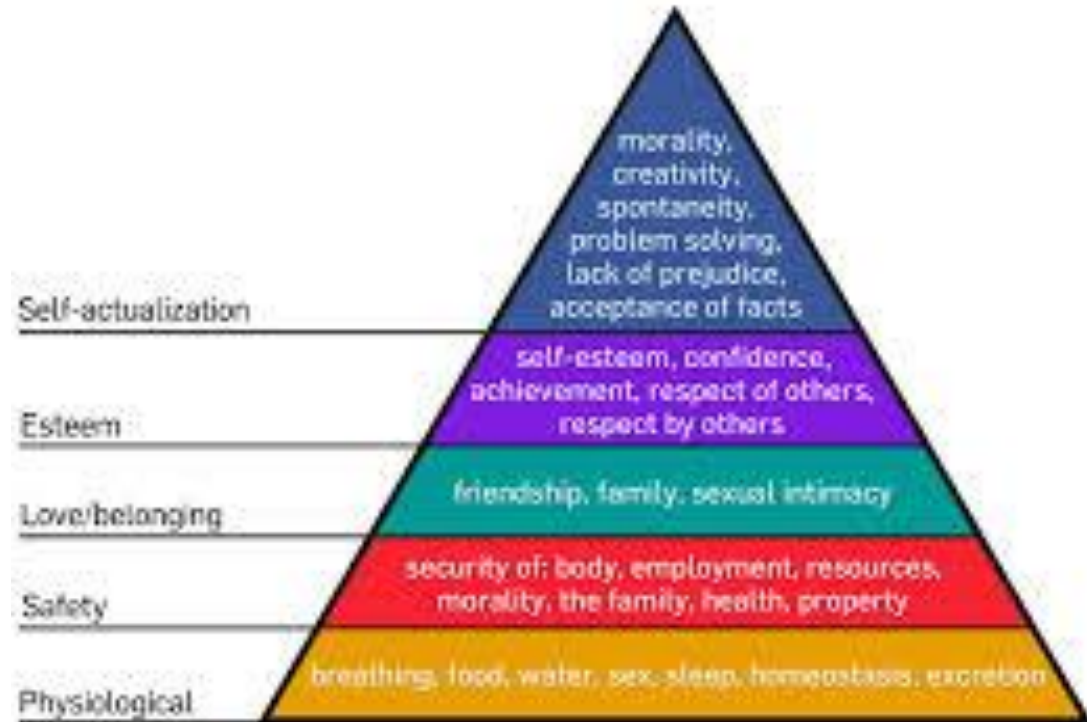 morality,
creativity,
spontaneity,
problem solving,
lack of prejudice,
acceptance of facts
Self-actualization
self-esteem, confidence,
achievement, respect of others,
respect by others
Esteem
friendship, family, sexual intimacy
Love/belonging
security of: body, employment, resources,
morality, the family, health, property
Safety
breathing, food, water, sex, sleep, homeostasis, excretion
Physiological